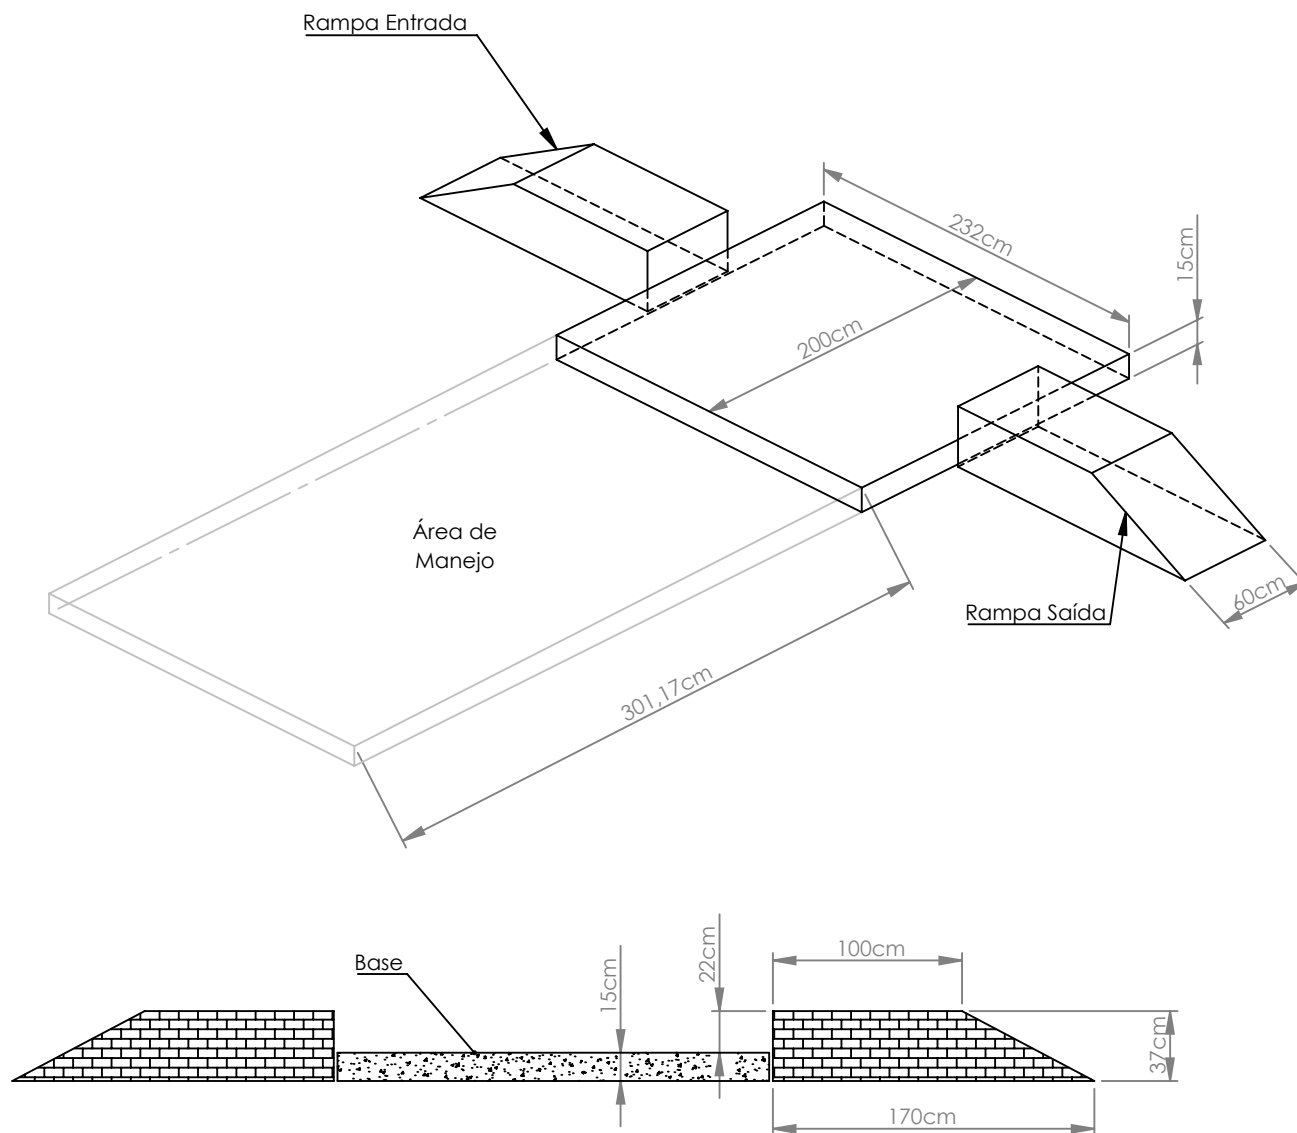 Rampa Entrada
232cm
15cm
200cm
Área de
Manejo
60cm
Rampa Saída
301,17cm
Base
15cm
22cm
100cm
37cm
170cm